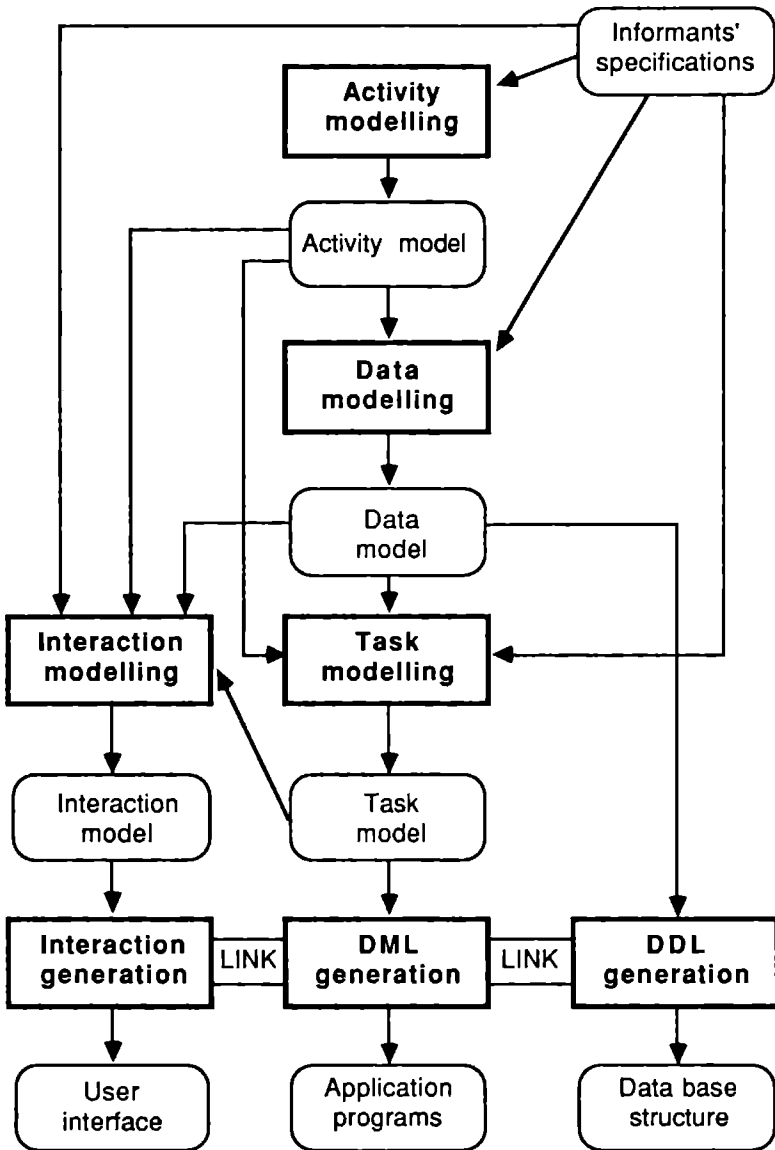 Informants'
specifications
Activity
modelling
Activity model
Data
modelling
Data
model
Interaction
modelling
Task
modelling
Interaction
model
Task
model
Interaction
generation
LINK
DML
generation
LINK
DDL
generation
User
interface
Application
programs
Data base
structure